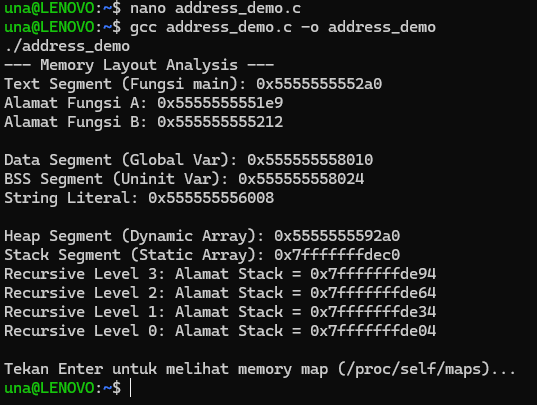 una@LENOVO:~$ nano address_demo.c
una@LENOVO:~$ gcc address_demo.c -o address_demo
./address_demo
--- Memory Layout Analysis ---
Text Segment (Fungsi main): 0x5555555552a0
Alamat Fungsi A: 0x5555555551e9
Alamat Fungsi B: 0x555555555212
Data Segment (Global Var): 0x555555558010
BSS Segment (Uninit Var): 0x555555558024
String Literal: 0x555555556008
Heap Segment (Dynamic Array): 0x5555555592a0
Stack Segment (Static Array): 0x7fffffffdec0
Recursive Level 3: Alamat Stack = 0x7fffffffde94
Recursive Level 2: Alamat Stack = 0x7fffffffde64
Recursive Level 1: Alamat Stack = 0x7fffffffde34
Recursive Level 0: Alamat Stack = 0x7fffffffde04
Tekan Enter untuk melihat memory map (/proc/self/maps)...
una@LENOVO:~$